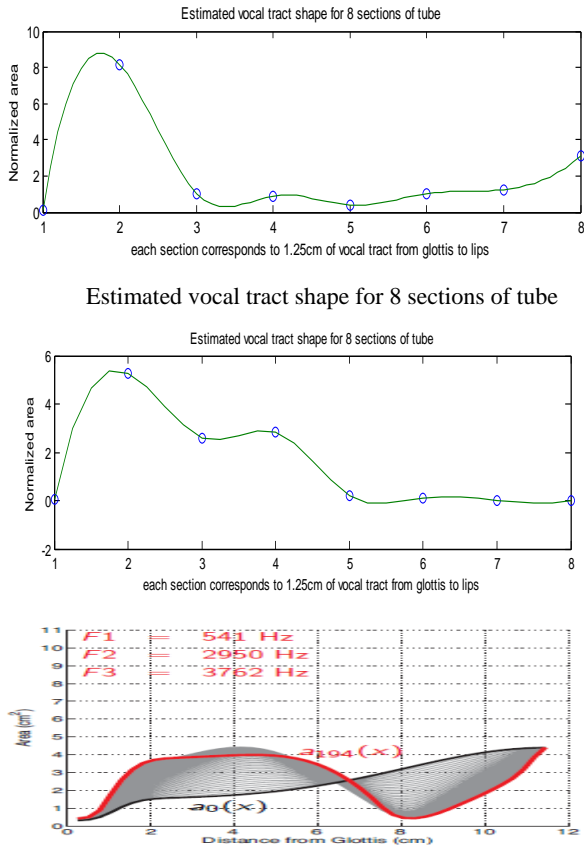 Estimated vocal tract shape for 8 sections of tube
10
8
6
4
2
0
Normalized area
1 2 3 4 5 6 7 8
each section corresponds to 1.25cm of vocal tract from glottis to lips
Estimated vocal tract shape for 8 sections of tube
Estimated vocal tract shape for 8 sections of tube
6
4
2
0
-2
Normalized area
1 2 3 4 5 6 7 8
each section corresponds to 1.25cm of vocal tract from glottis to lips
F1 = 541 Hz
F2 = 2950 Hz
F3 = 3762 Hz
11
10
9
8
7
6
5
4
3
2
1
0
Area (cm²)
a₁₉₄(x)
a₀(x)
0 2 4 6 8 10 12
Distance from Glottis (cm)